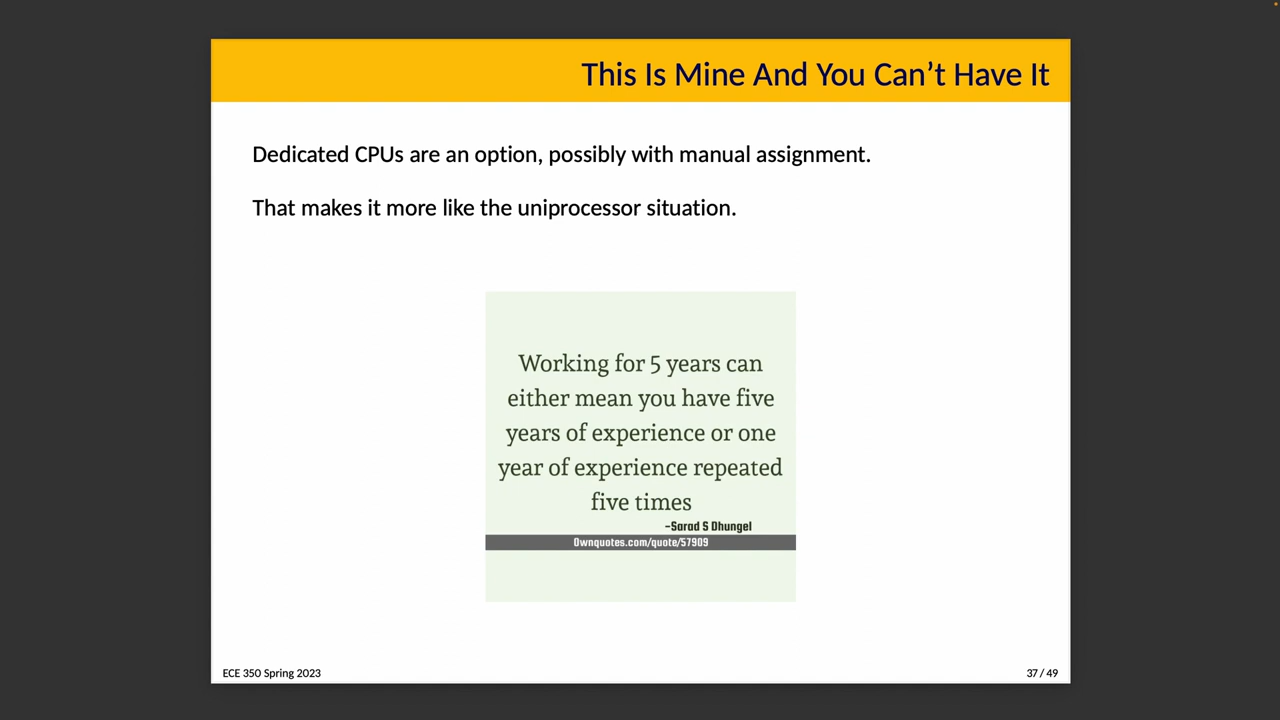 This Is Mine And You Can’t Have It
Dedicated CPUs are an option, possibly with manual assignment.
That makes it more like the uniprocessor situation.
Working for 5 years can
either mean you have five
years of experience or one
year of experience repeated
five times
-Sarad S Dhungel
Ownquotes.com/quote/57909
ECE 350 Spring 2023
37 / 49